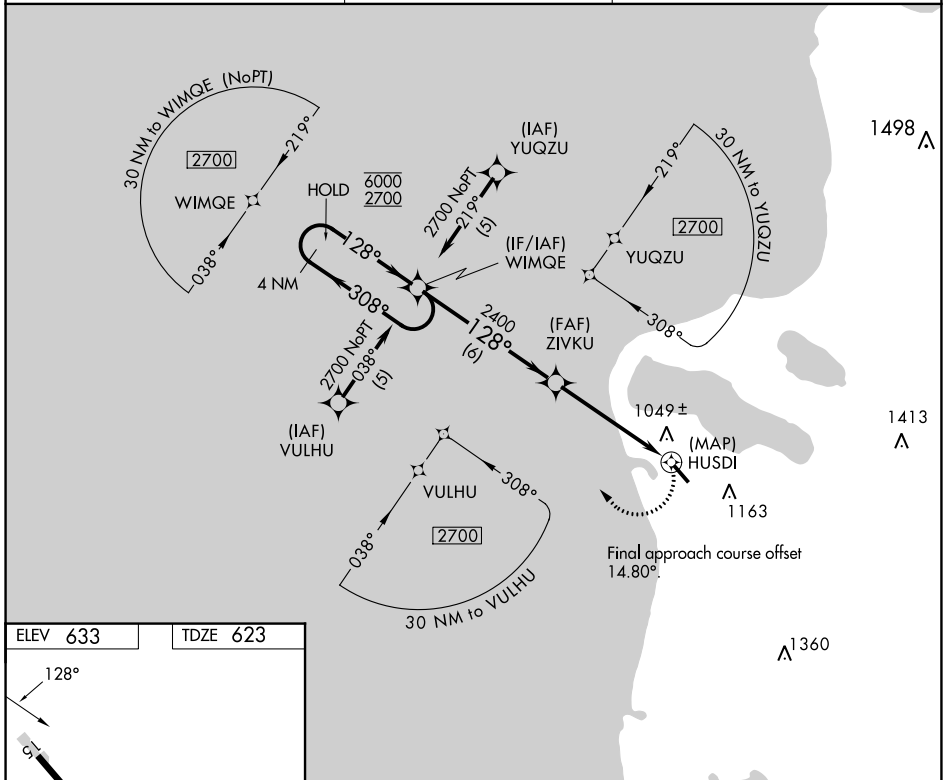 30 NM to WIMQE (NoPT)
219°
2700
WIMQE
038°
HOLD
6000
2700
4 NM
128°
308°
(IAF)
YUQZU
2700 NoPT
219°
(5)
(IF/IAF)
WIMQE
2400
128°
(6)
(FAF)
ZIVKU
2700 NoPT
038°
(5)
(IAF)
VULHU
30 NM to YUQZU
219°
2700
YUQZU
308°
1498
1049 ±
(MAP)
HUSDI
1413
1163
VULHU
308°
038°
2700
30 NM to VULHU
Final approach course offset
14.80°.
1360
ELEV 633
TDZE 623
128°
15